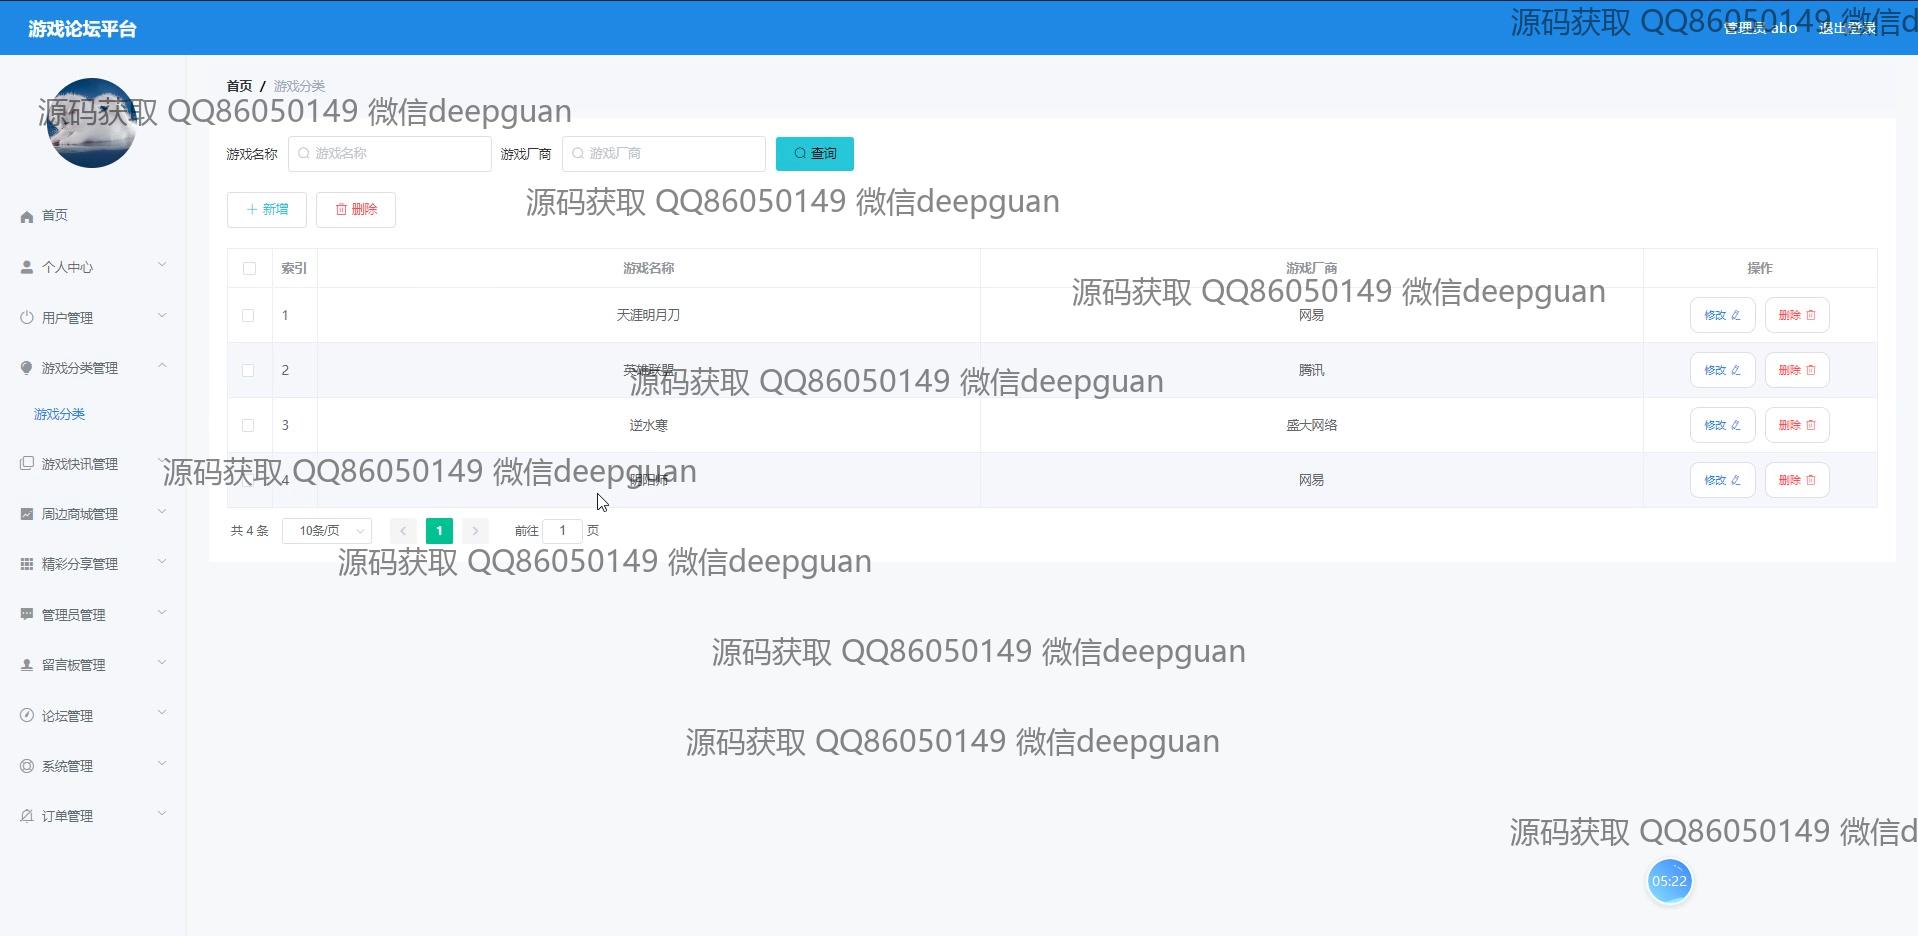 游戏论坛平台
源码获取 QQ86050149 微信d
管理员 abo 退出登录
首页 / 游戏分类
源码获取 QQ86050149 微信deepguan
游戏名称 游戏名称 游戏厂商 游戏厂商 查询
源码获取 QQ86050149 微信deepguan
新增 删除
首页
个人中心
用户管理
游戏分类管理
游戏分类
游戏快讯管理
周边商城管理
精彩分享管理
管理员管理
留言板管理
论坛管理
系统管理
订单管理
索引 游戏名称 游戏厂商 操作
源码获取 QQ86050149 微信deepguan
1 天涯明月刀 网易 修改 删除
2 英雄联盟 腾讯 修改 删除
源码获取 QQ86050149 微信deepguan
3 逆水寒 盛大网络 修改 删除
源码获取 QQ86050149 微信deepguan
4 阴阳师 网易 修改 删除
共 4 条 10条/页 1 前往 1 页
源码获取 QQ86050149 微信deepguan
源码获取 QQ86050149 微信deepguan
源码获取 QQ86050149 微信deepguan
源码获取 QQ86050149 微信d
05:22